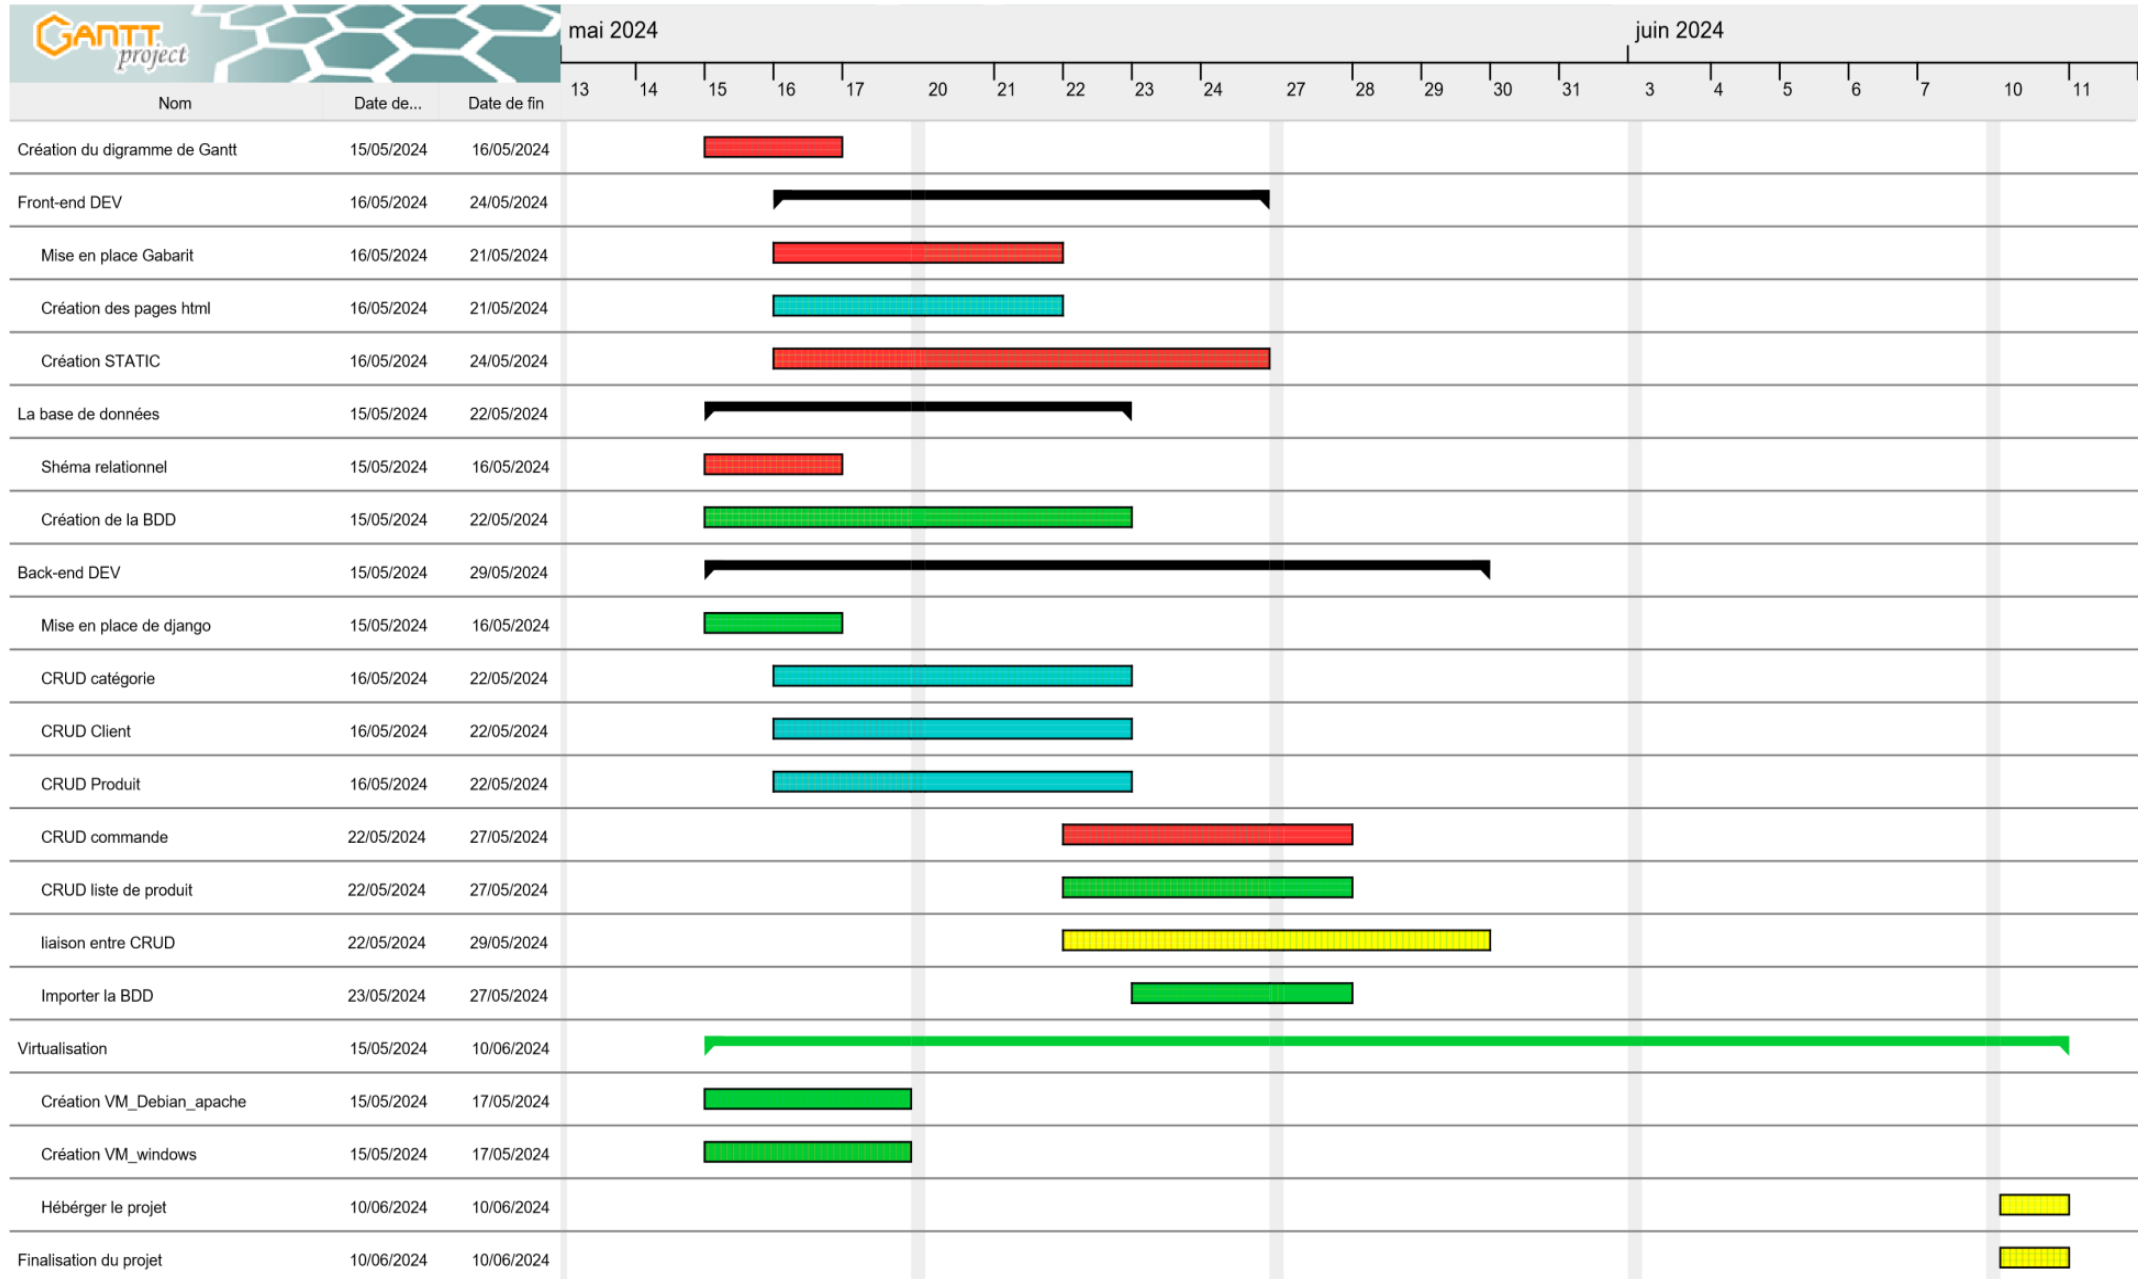 GANTT
project
mai 2024
juin 2024
13 14 15 16 17 20 21 22 23 24 27 28 29 30 31 3 4 5 6 7 10 11
Nom Date de... Date de fin
Création du digramme de Gantt 15/05/2024 16/05/2024
Front-end DEV 16/05/2024 24/05/2024
Mise en place Gabarit 16/05/2024 21/05/2024
Création des pages html 16/05/2024 21/05/2024
Création STATIC 16/05/2024 24/05/2024
La base de données 15/05/2024 22/05/2024
Shéma relationnel 15/05/2024 16/05/2024
Création de la BDD 15/05/2024 22/05/2024
Back-end DEV 15/05/2024 29/05/2024
Mise en place de django 15/05/2024 16/05/2024
CRUD catégorie 16/05/2024 22/05/2024
CRUD Client 16/05/2024 22/05/2024
CRUD Produit 16/05/2024 22/05/2024
CRUD commande 22/05/2024 27/05/2024
CRUD liste de produit 22/05/2024 27/05/2024
liaison entre CRUD 22/05/2024 29/05/2024
Importer la BDD 23/05/2024 27/05/2024
Virtualisation 15/05/2024 10/06/2024
Création VM_Debian_apache 15/05/2024 17/05/2024
Création VM_windows 15/05/2024 17/05/2024
Hébérger le projet 10/06/2024 10/06/2024
Finalisation du projet 10/06/2024 10/06/2024